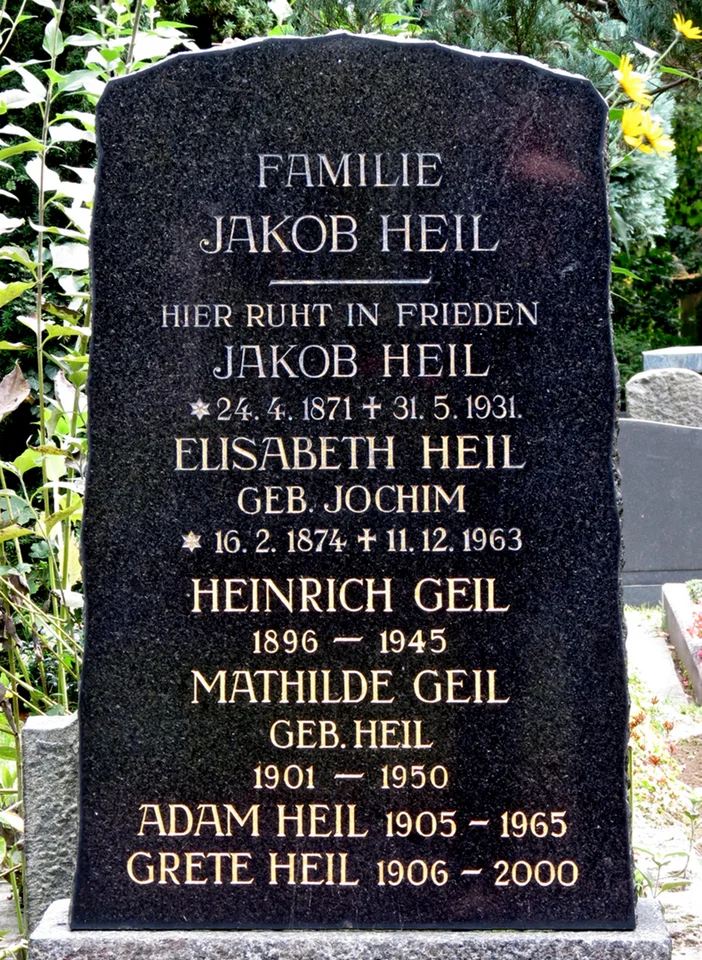 FAMILIE
JAKOB HEIL
HIER RUHT IN FRIEDEN
JAKOB HEIL
* 24. 4. 1871 ✝ 31. 5. 1931.
ELISABETH HEIL
GEB. JOCHIM
* 16. 2. 1874 ✝ 11. 12. 1963
HEINRICH GEIL
1896 – 1945
MATHILDE GEIL
GEB. HEIL
1901 – 1950
ADAM HEIL 1905 – 1965
GRETE HEIL 1906 – 2000